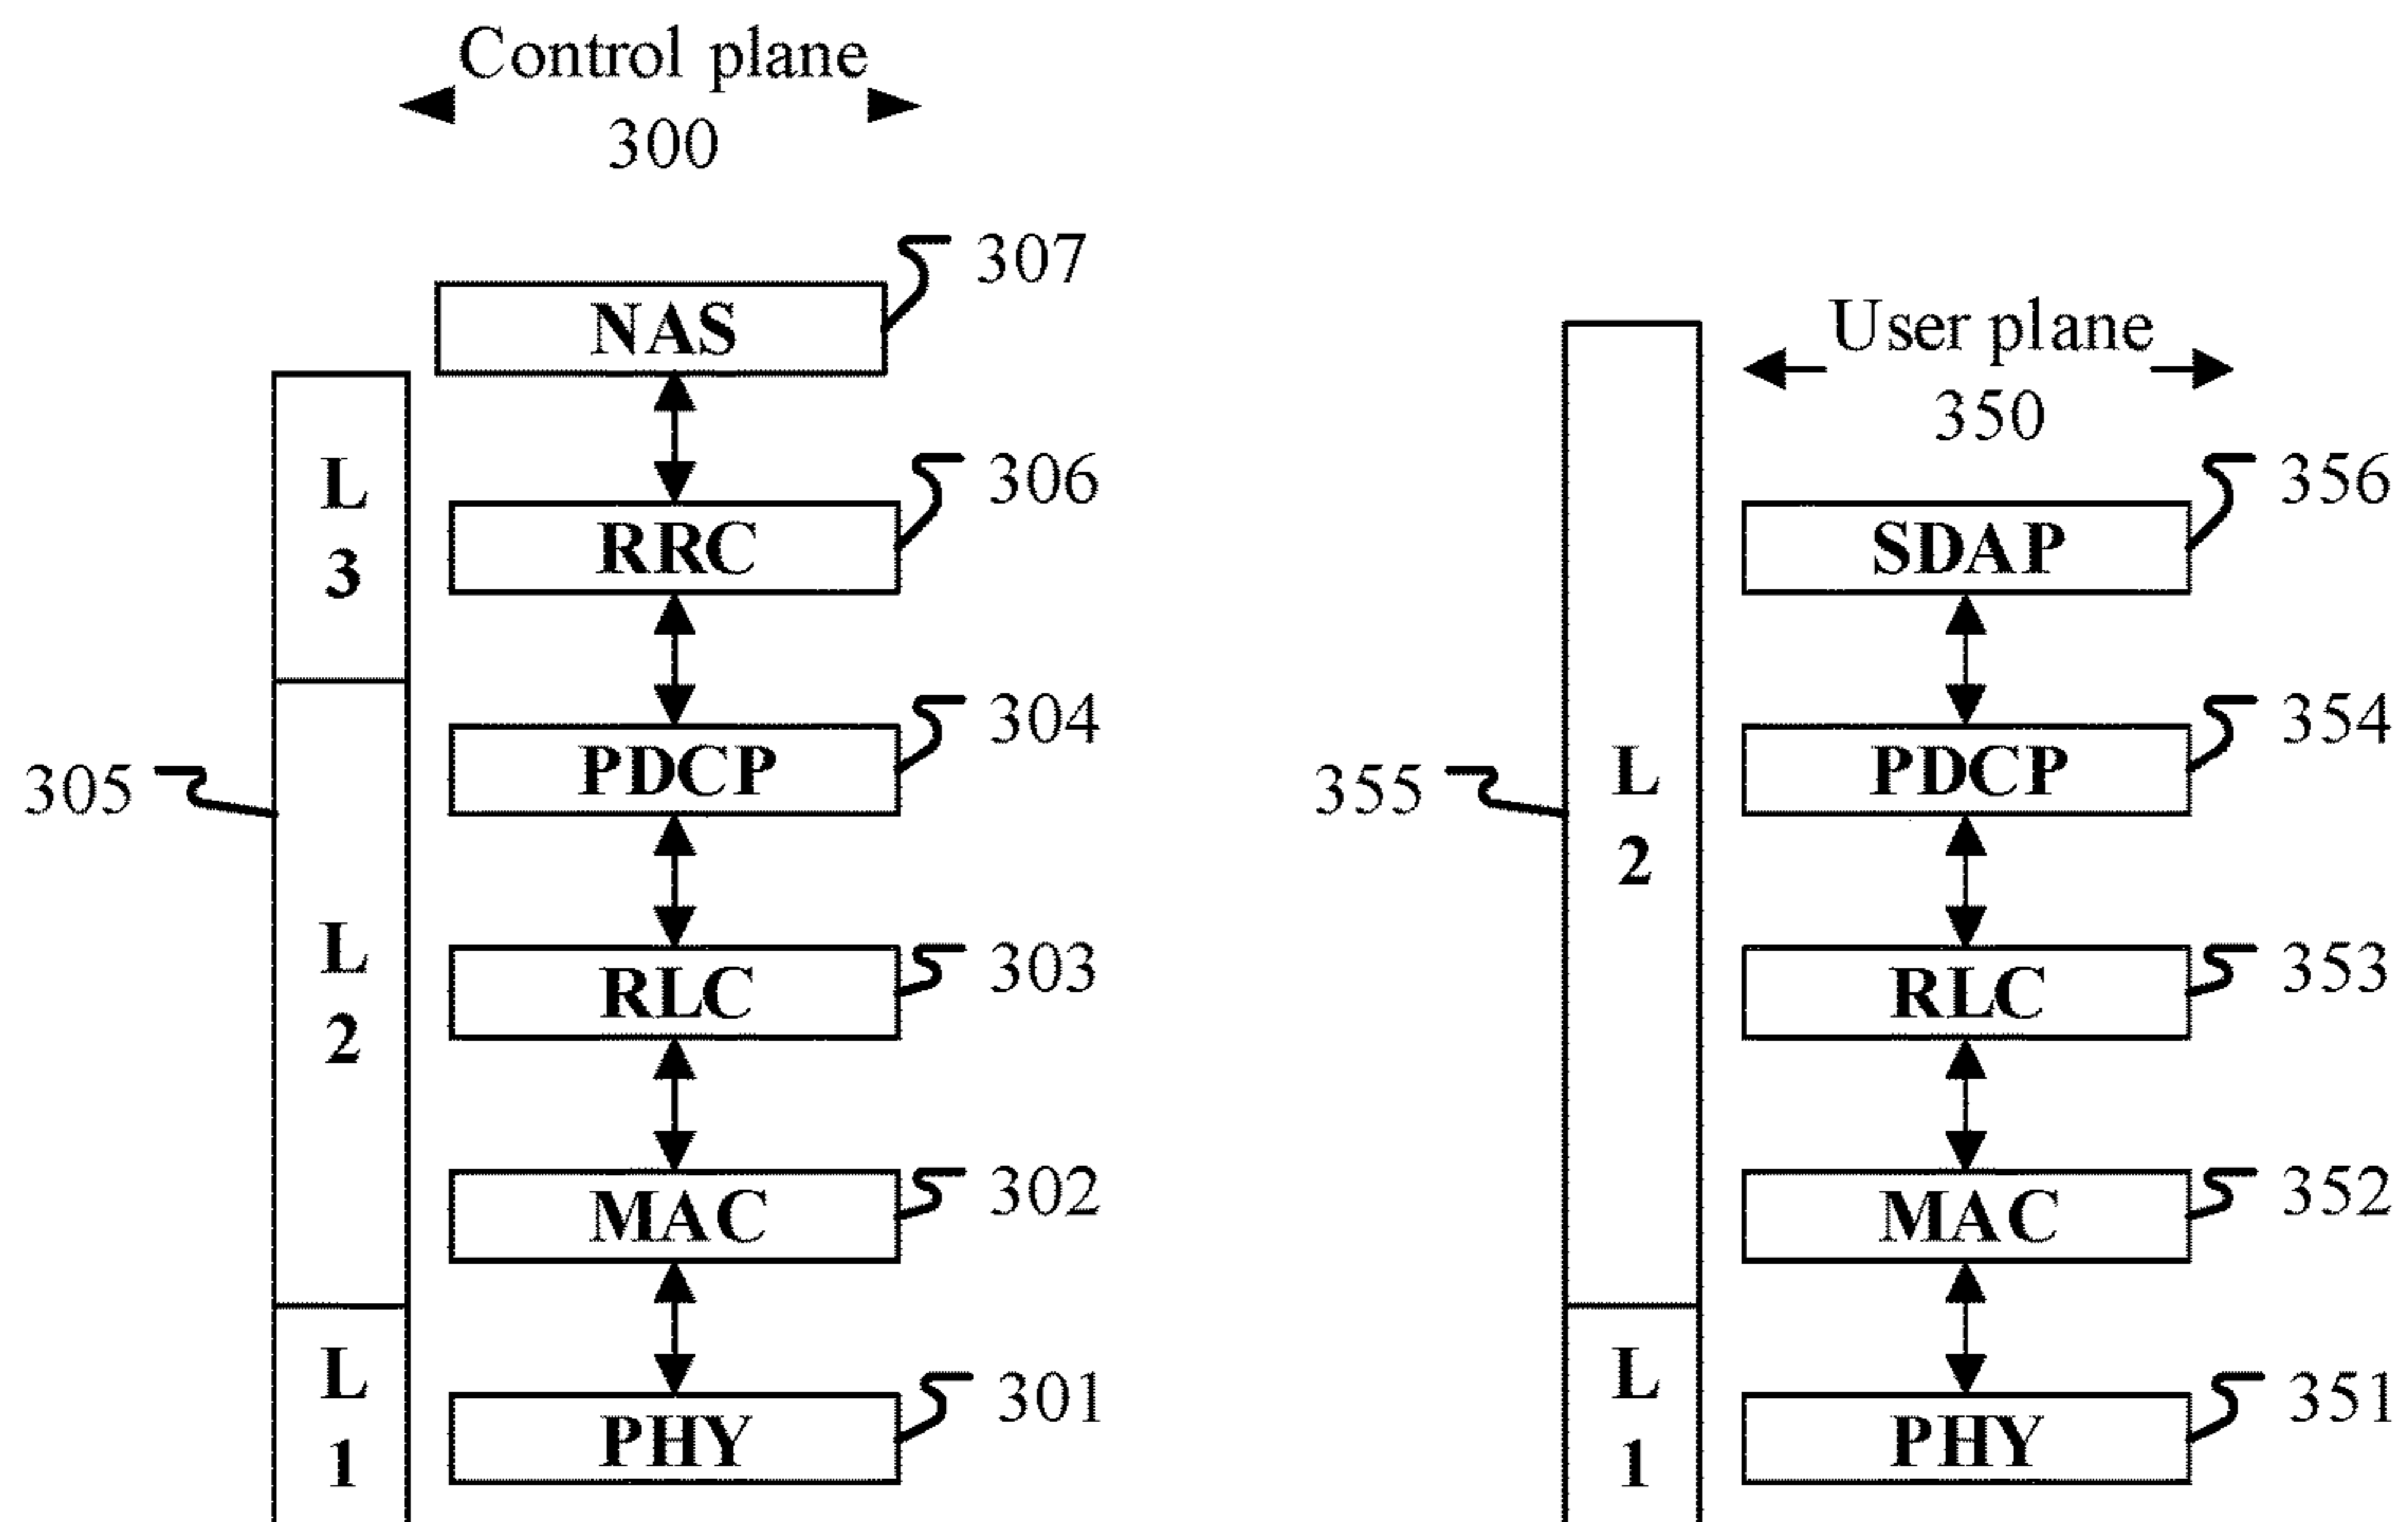 Control plane
300
NAS
307
L
3
RRC
306
PDCP
304
305
L
2
RLC
303
MAC
302
L
1
PHY
301
User plane
350
SDAP
356
L
2
355
PDCP
354
RLC
353
MAC
352
L
1
PHY
351